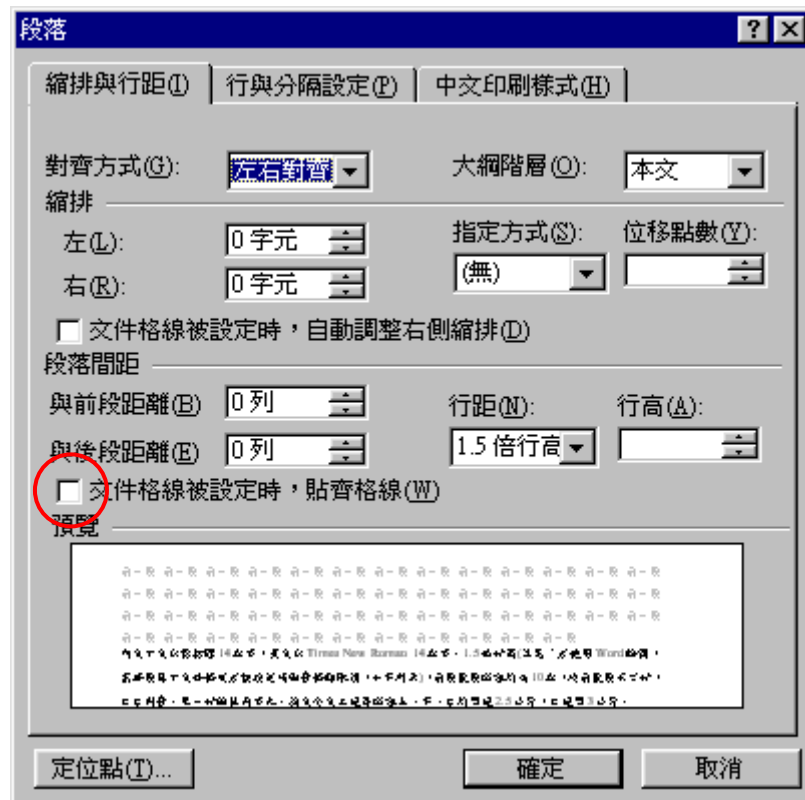 段落
縮排與行距(I) 行與分隔設定(P) 中文印刷樣式(H)
對齊方式(G): 左右對齊 大綱階層(O): 本文
縮排
左(L): 0 字元 指定方式(S): 位移點數(Y):
右(R): 0 字元 (無)
文件格線被設定時，自動調整右側縮排(D)
段落間距
與前段距離(B) 0 列 行距(N): 行高(A):
與後段距離(E) 0 列 1.5 倍行高
文件格線被設定時，貼齊格線(W)
預覽
定位點(T)... 確定 取消